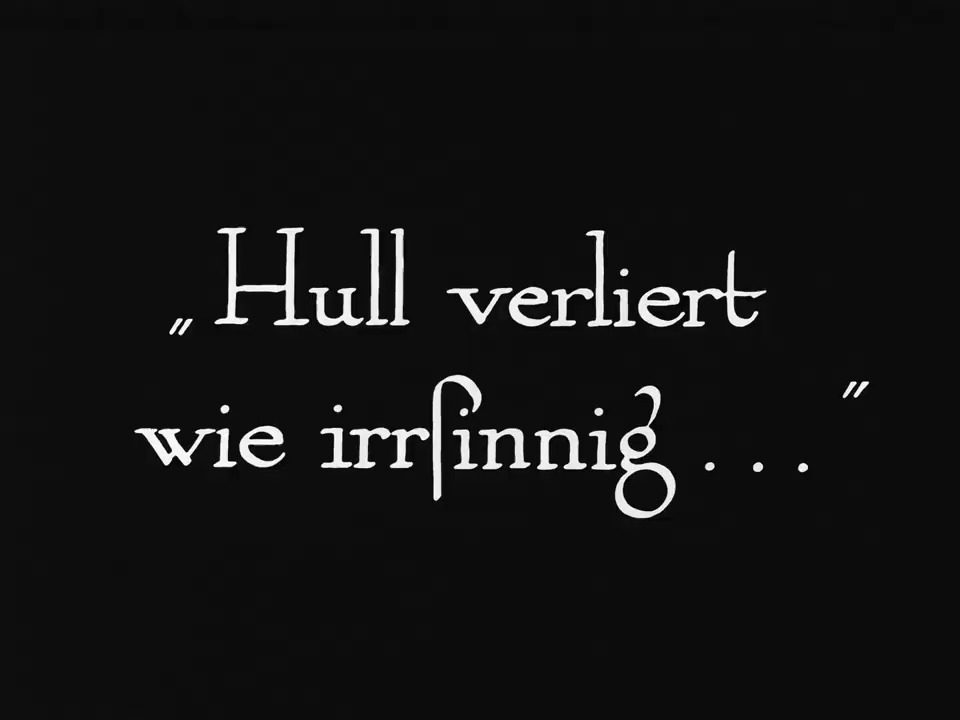 „Hull verliert
wie irrſinnig . . ."